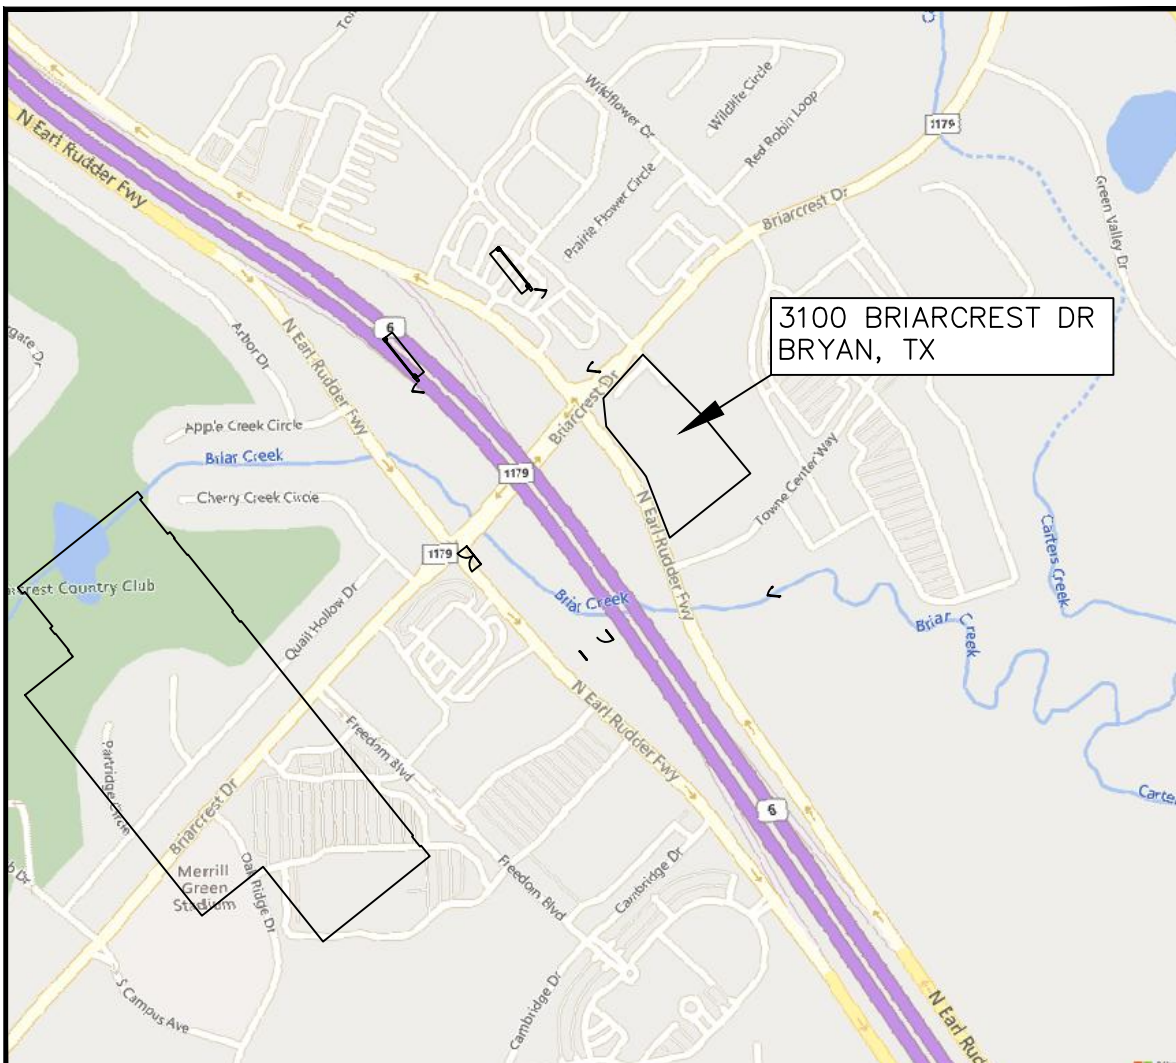 Wildflower Dr
Wildlife Circle
Red Robin Loop
1179
N Earl Rudder Fwy
Prairie Flower Circle
Briarcrest Dr
Green Valley Dr
3100 BRIARCREST DR
BRYAN, TX
6
Arbor Dr
N Earl Rudder Fwy
Apple Creek Circle
Briarcrest Dr
Briar Creek
Towne Center Way
1179
Cherry Creek Circle
N Earl Rudder Fwy
Carters Creek
1179
Country Club
Quail Hollow Dr
Briar Creek
Briar Creek
N Earl Rudder Fwy
Freedom Blvd
Partridge Circle
Briarcrest Dr
6
Merrill
Green
Stadium
Oak Ridge Dr
Freedom Blvd
Cambridge Dr
S Campus Ave
Cambridge Dr